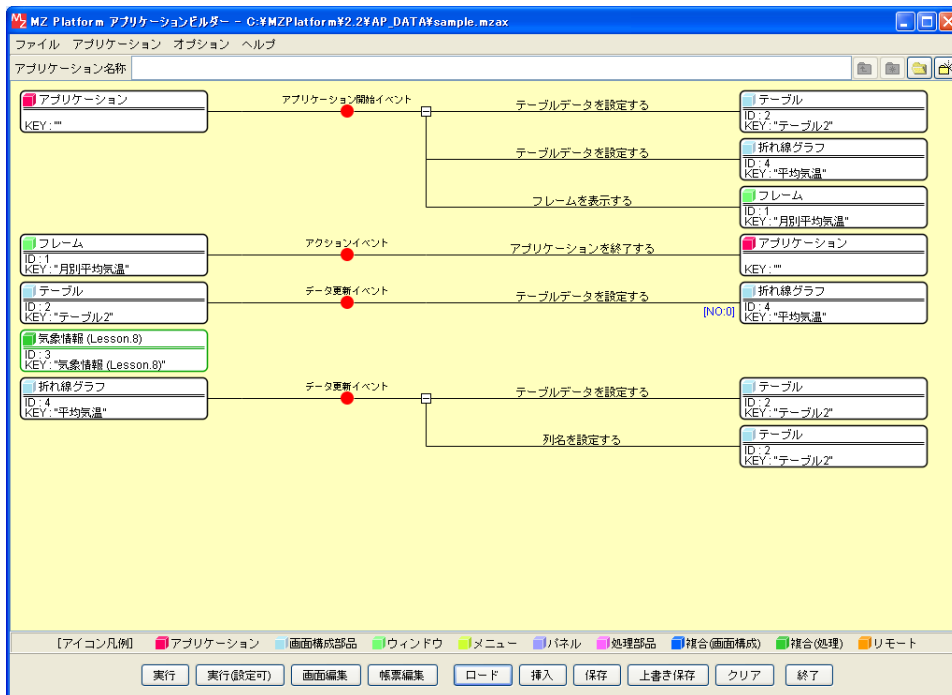 MZ Platform アプリケーションビルダー - C:¥MZPlatform¥2.2¥AP_DATA¥sample.mzax
ファイル アプリケーション オプション ヘルプ
アプリケーション名称
アプリケーション
KEY:""
アプリケーション開始イベント
テーブルデータを設定する
テーブル
ID:2
KEY:"テーブル2"
テーブルデータを設定する
折れ線グラフ
ID:4
KEY:"平均気温"
フレームを表示する
フレーム
ID:1
KEY:"月別平均気温"
フレーム
ID:1
KEY:"月別平均気温"
アクションイベント
アプリケーションを終了する
アプリケーション
KEY:""
テーブル
ID:2
KEY:"テーブル2"
データ更新イベント
テーブルデータを設定する
[NO:0]
折れ線グラフ
ID:4
KEY:"平均気温"
気象情報 (Lesson.8)
ID:3
KEY:"気象情報 (Lesson.8)"
折れ線グラフ
ID:4
KEY:"平均気温"
データ更新イベント
テーブルデータを設定する
テーブル
ID:2
KEY:"テーブル2"
列名を設定する
テーブル
ID:2
KEY:"テーブル2"
[アイコン凡例] アプリケーション 画面構成部品 ウィンドウ メニュー パネル 処理部品 複合(画面構成) 複合(処理) リモート
実行 実行(設定可) 画面編集 帳票編集 ロード 挿入 保存 上書き保存 クリア 終了